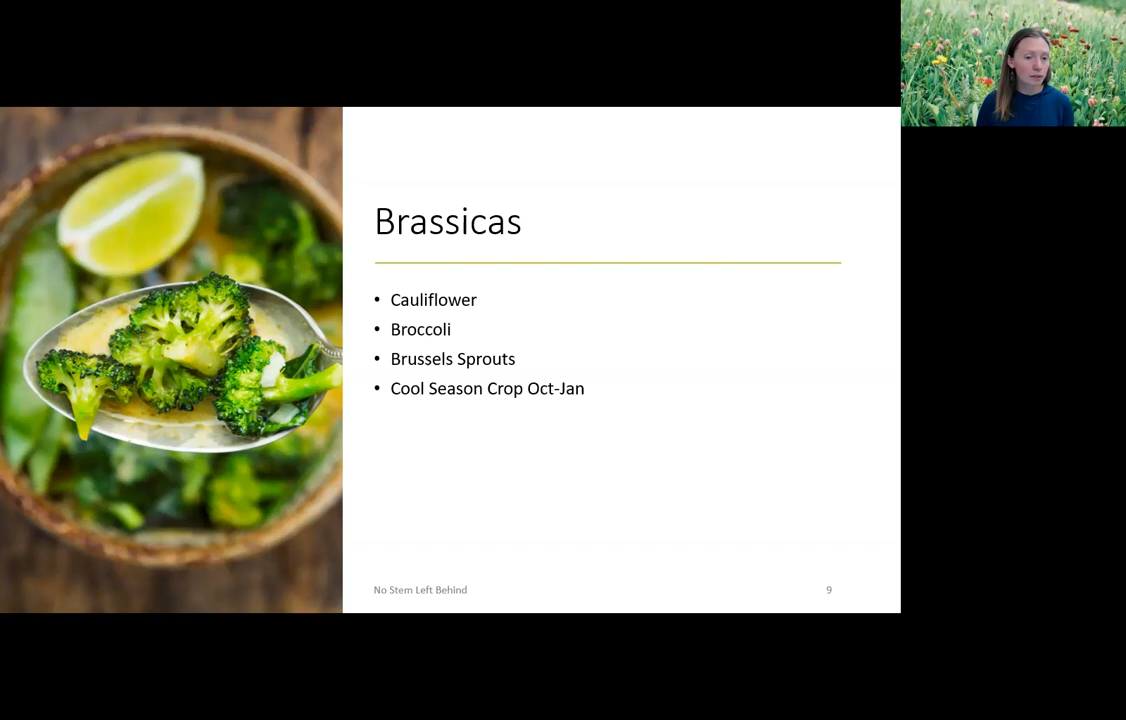 Brassicas
• Cauliflower
• Broccoli
• Brussels Sprouts
• Cool Season Crop Oct-Jan
No Stem Left Behind
9